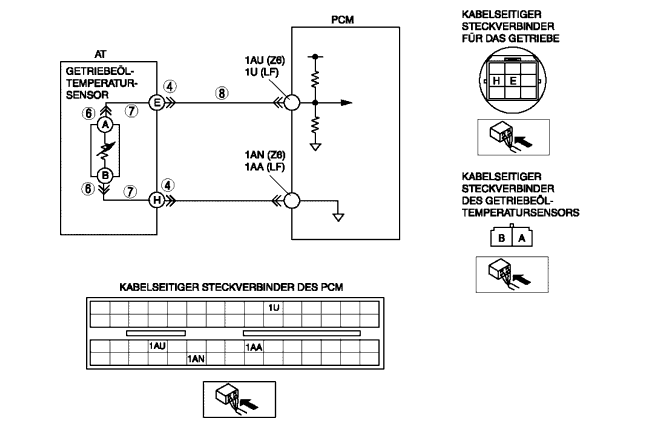 PCM
AT
GETRIEBEÖL-
TEMPERATUR-
SENSOR
1AU (Z6)
1U (LF)
4
E
8
7
6
A
B
6
7
4
H
1AN (Z6)
1AA (LF)
KABELSEITIGER
STECKVERBINDER
FÜR DAS GETRIEBE
H E
KABELSEITIGER
STECKVERBINDER
DES GETRIEBEÖL-
TEMPERATURSENSORS
B A
KABELSEITIGER STECKVERBINDER DES PCM
1U
1AU
1AA
1AN